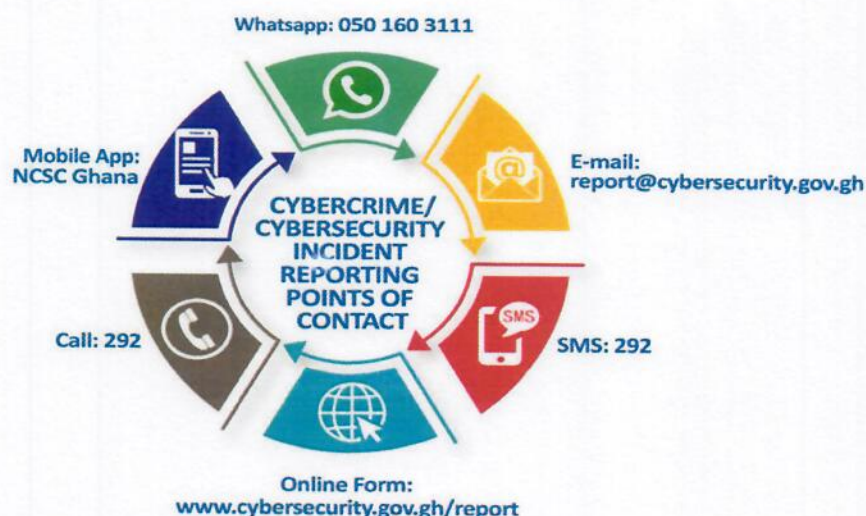 Whatsapp: 050 160 3111
Mobile App:
NCSC Ghana
@
E-mail:
report@cybersecurity.gov.gh
CYBERCRIME/
CYBERSECURITY
INCIDENT
REPORTING
POINTS OF
CONTACT
Call: 292
SMS
SMS: 292
Online Form:
www.cybersecurity.gov.gh/report